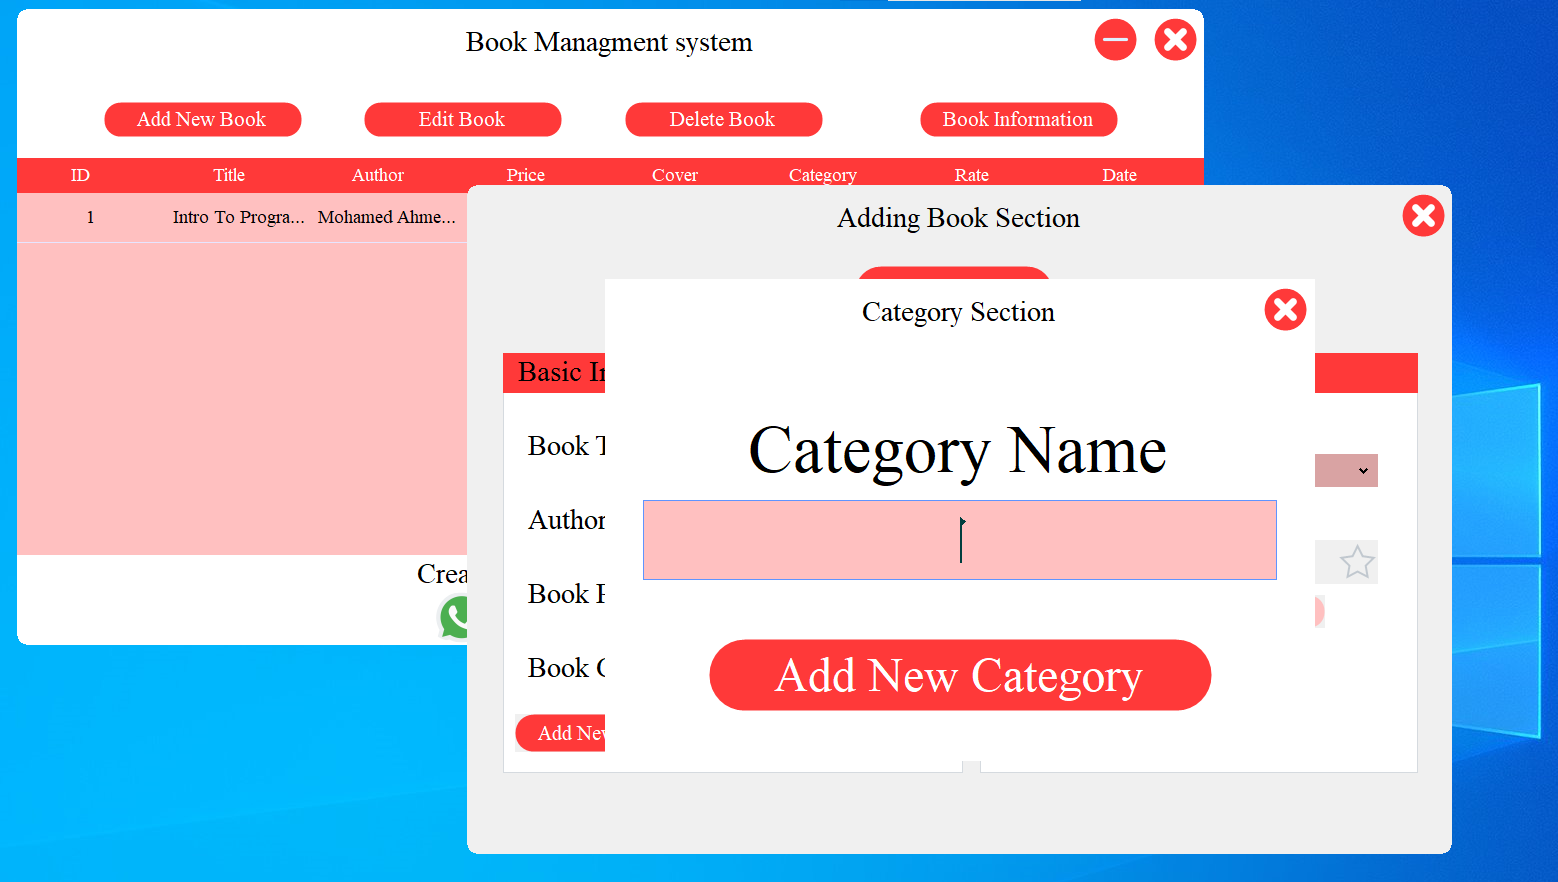 Book Managment system
Add New Book Edit Book Delete Book Book Information
ID Title Author Price Cover Category Rate Date
1 Intro To Progra... Mohamed Ahme...
Adding Book Section
Category Section
Basic
Category Name
Book
Author
Book
Book
Add New Category
Add New